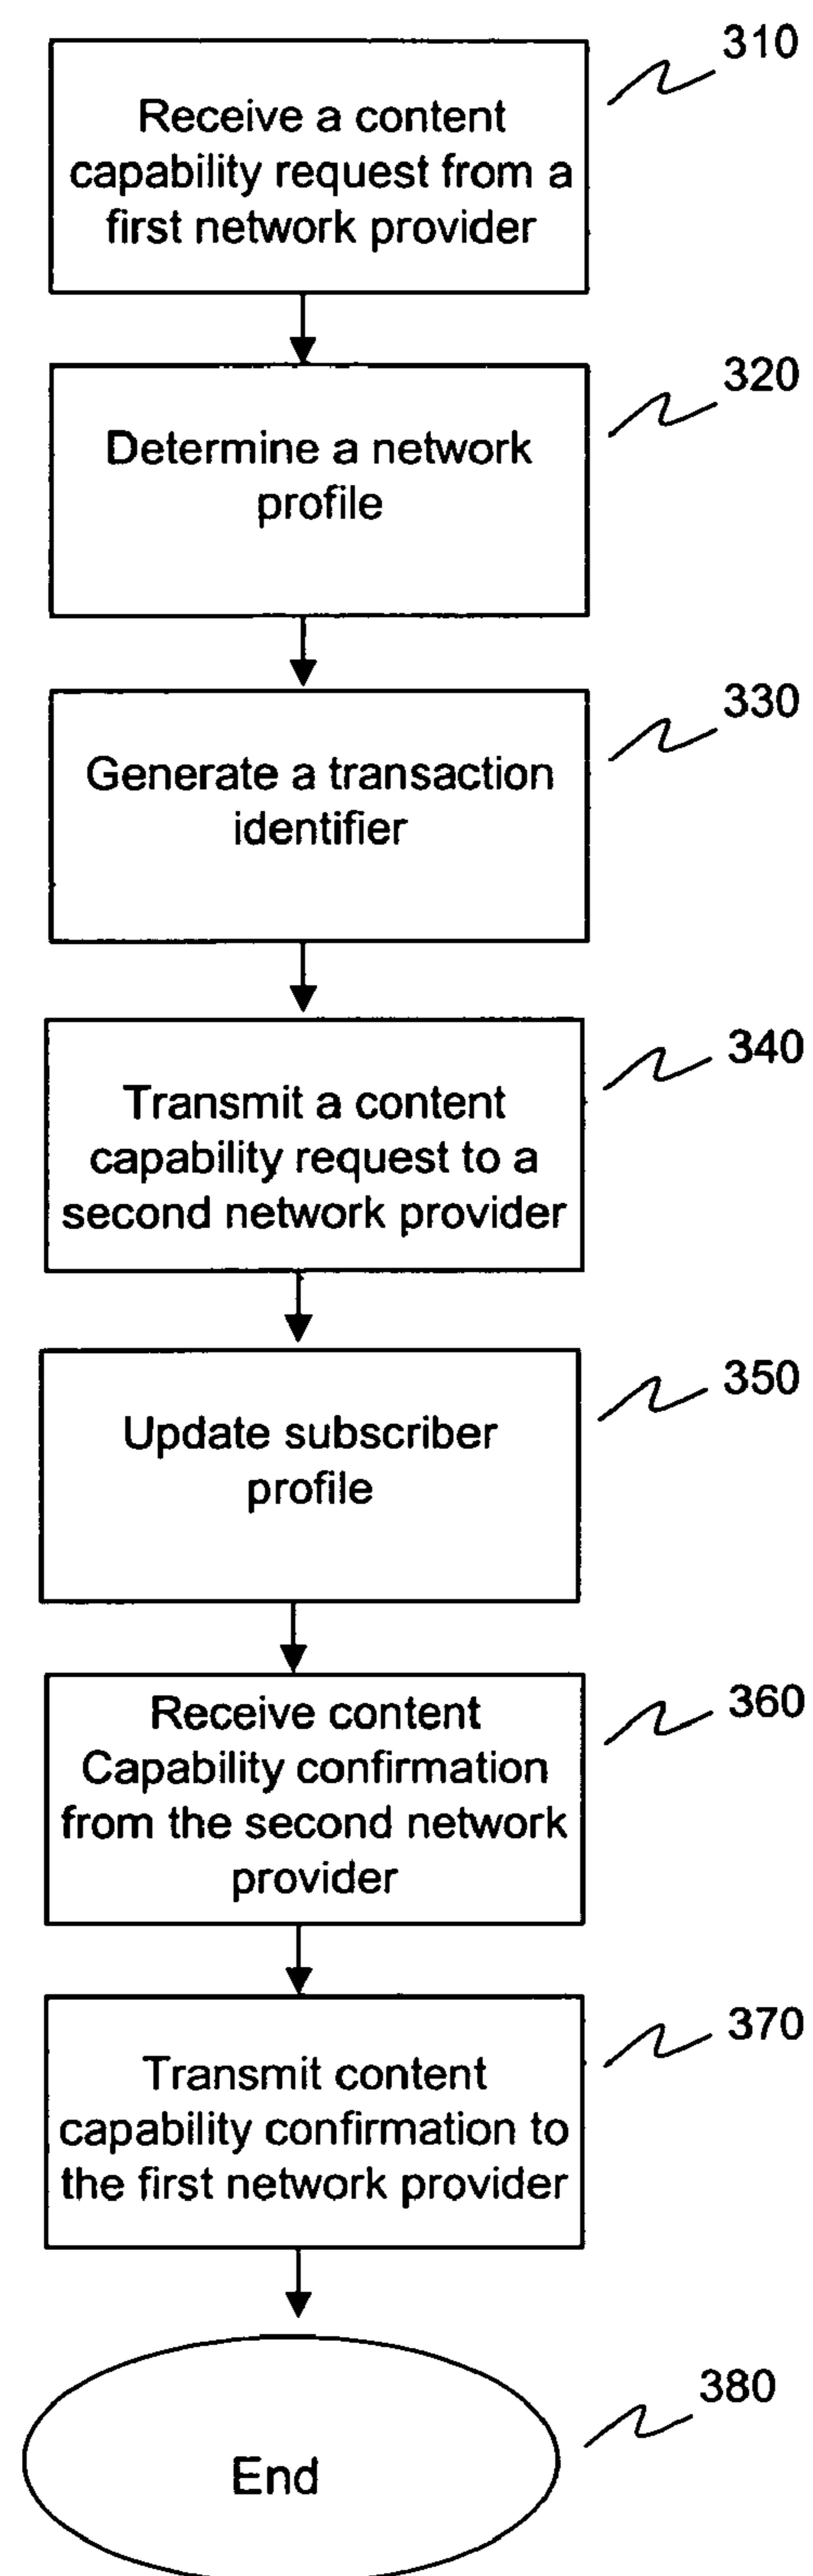 310
Receive a content
capability request from a
first network provider
320
Determine a network
profile
330
Generate a transaction
identifier
340
Transmit a content
capability request to a
second network provider
350
Update subscriber
profile
360
Receive content
Capability confirmation
from the second network
provider
370
Transmit content
capability confirmation to
the first network provider
380
End